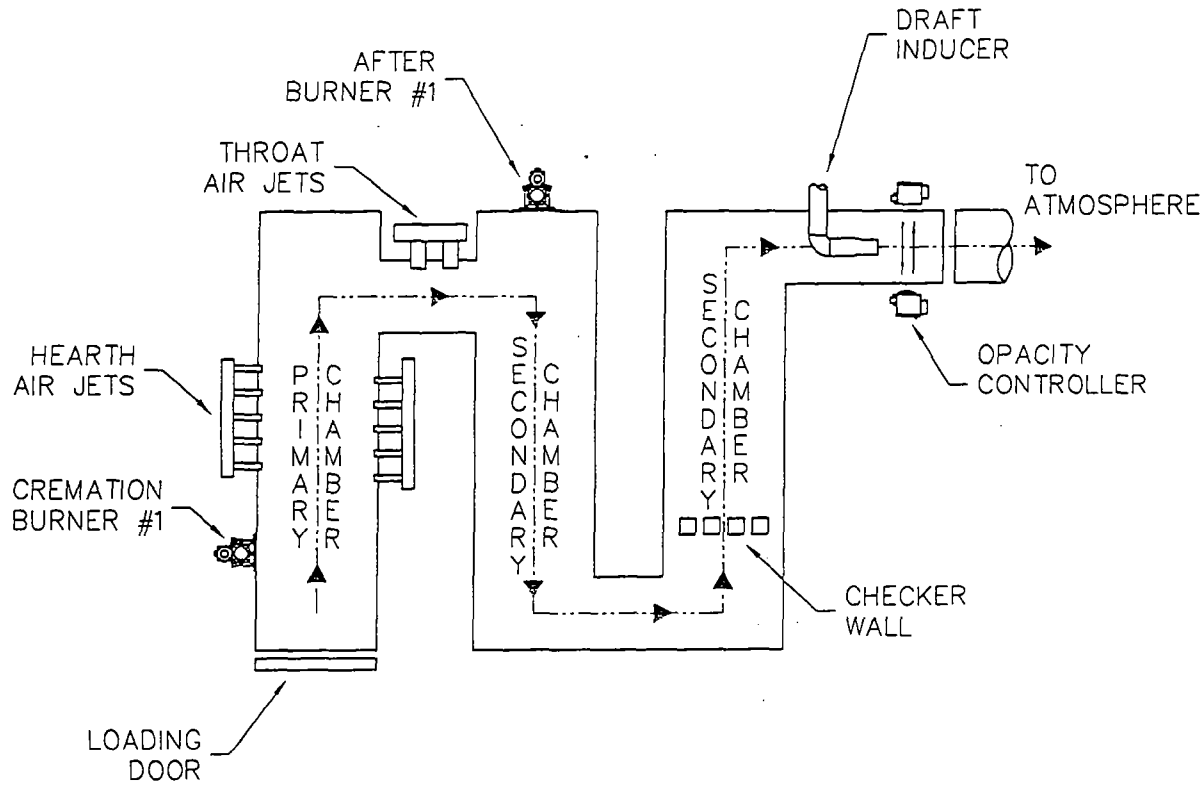 DRAFT
INDUCER
AFTER
BURNER #1
THROAT
AIR JETS
TO
ATMOSPHERE
HEARTH
AIR JETS
PRIMARY
CHAMBER
SECONDARY
CHAMBER
SECONDARY
CHAMBER
OPACITY
CONTROLLER
CREMATION
BURNER #1
CHECKER
WALL
LOADING
DOOR